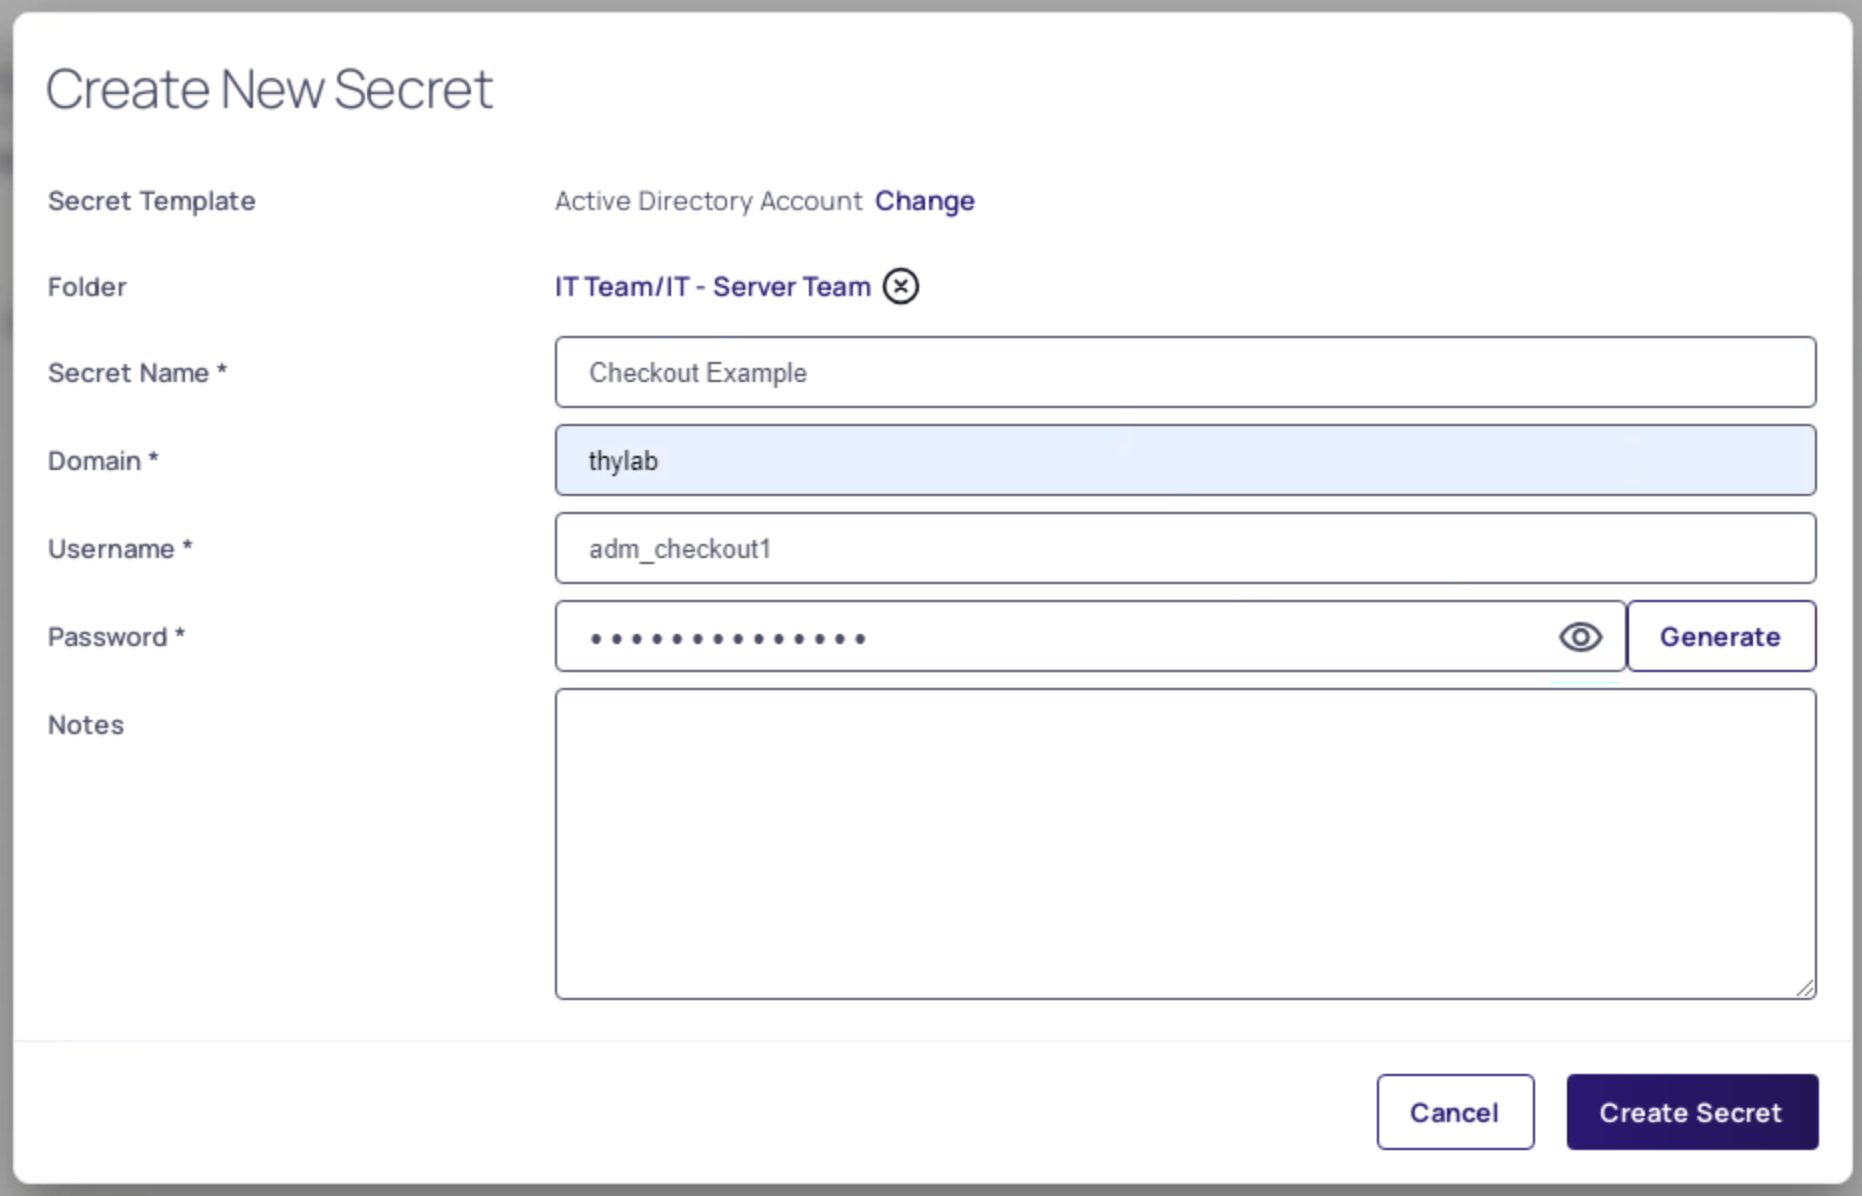 Create New Secret
Secret Template Active Directory Account Change
Folder IT Team/IT - Server Team
Secret Name * Checkout Example
Domain * thylab
Username * adm_checkout1
Password * •••••••••••••• Generate
Notes
Cancel Create Secret